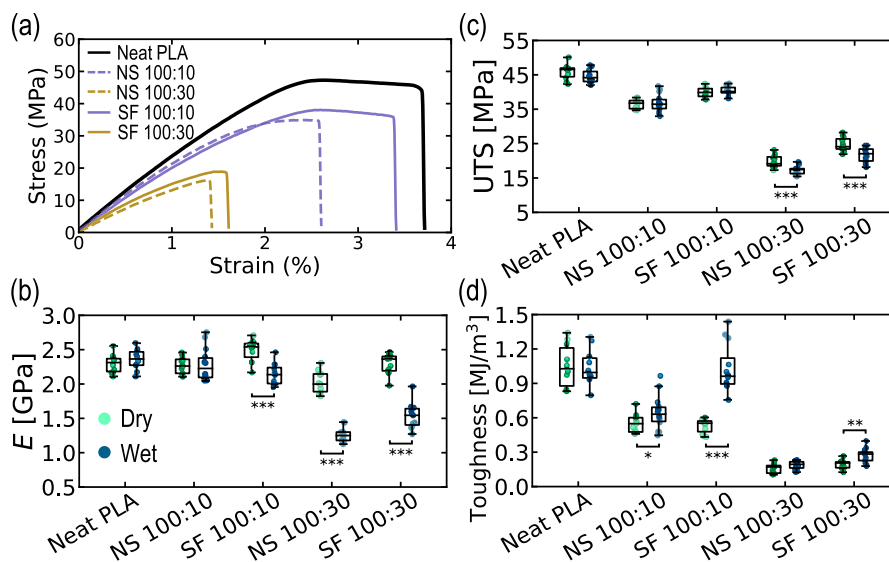 (a)
60
50
40
30
20
10
0
Stress (MPa)
Neat PLA
NS 100:10
NS 100:30
SF 100:10
SF 100:30
0 1 2 3 4
Strain (%)
(c)
55
45
35
25
15
5
UTS [MPa]
*** ***
Neat PLA
NS 100:10
SF 100:10
NS 100:30
SF 100:30
(b)
3.0
2.5
2.0
1.5
1.0
0.5
E [GPa]
Dry
Wet
*** *** ***
Neat PLA
NS 100:10
SF 100:10
NS 100:30
SF 100:30
(d)
1.5
1.2
0.9
0.6
0.3
0.0
Toughness [MJ/m³]
* *** **
Neat PLA
NS 100:10
SF 100:10
NS 100:30
SF 100:30